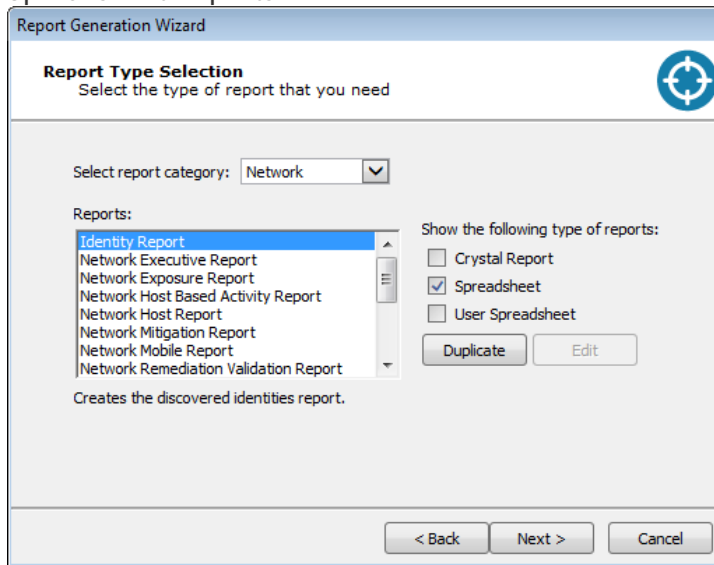 Report Generation Wizard
Report Type Selection
Select the type of report that you need
Select report category: Network
Reports:
Identity Report
Network Executive Report
Network Exposure Report
Network Host Based Activity Report
Network Host Report
Network Mitigation Report
Network Mobile Report
Network Remediation Validation Report
Creates the discovered identities report.
Show the following type of reports:
Crystal Report
Spreadsheet
User Spreadsheet
Duplicate Edit
< Back Next > Cancel